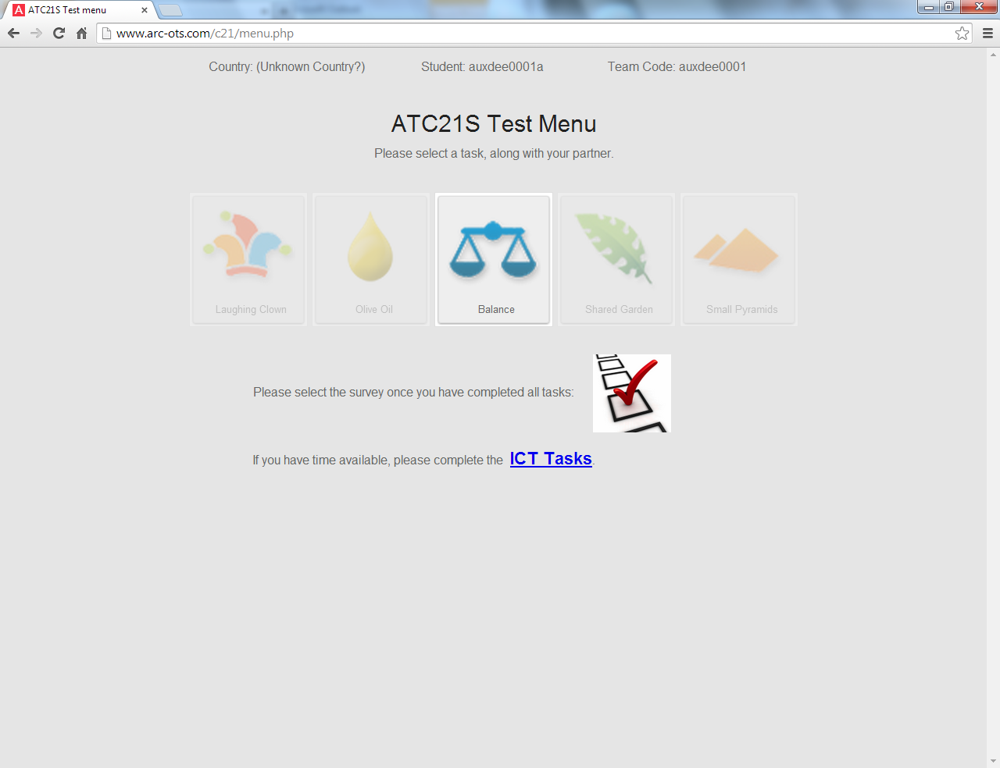 ATC21S Test menu
www.arc-ots.com/c21/menu.php
Country: (Unknown Country?) Student: auxdee0001a Team Code: auxdee0001
ATC21S Test Menu
Please select a task, along with your partner.
Laughing Clown Olive Oil Balance Shared Garden Small Pyramids
Please select the survey once you have completed all tasks:
If you have time available, please complete the ICT Tasks.